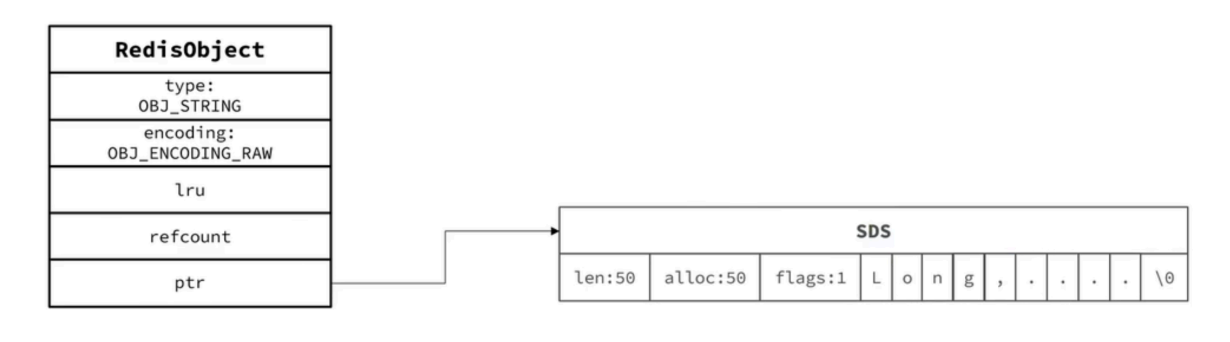 RedisObject
type:
OBJ_STRING
encoding:
OBJ_ENCODING_RAW
lru
refcount
ptr
SDS
len:50 alloc:50 flags:1 L o n g , . . . . \0